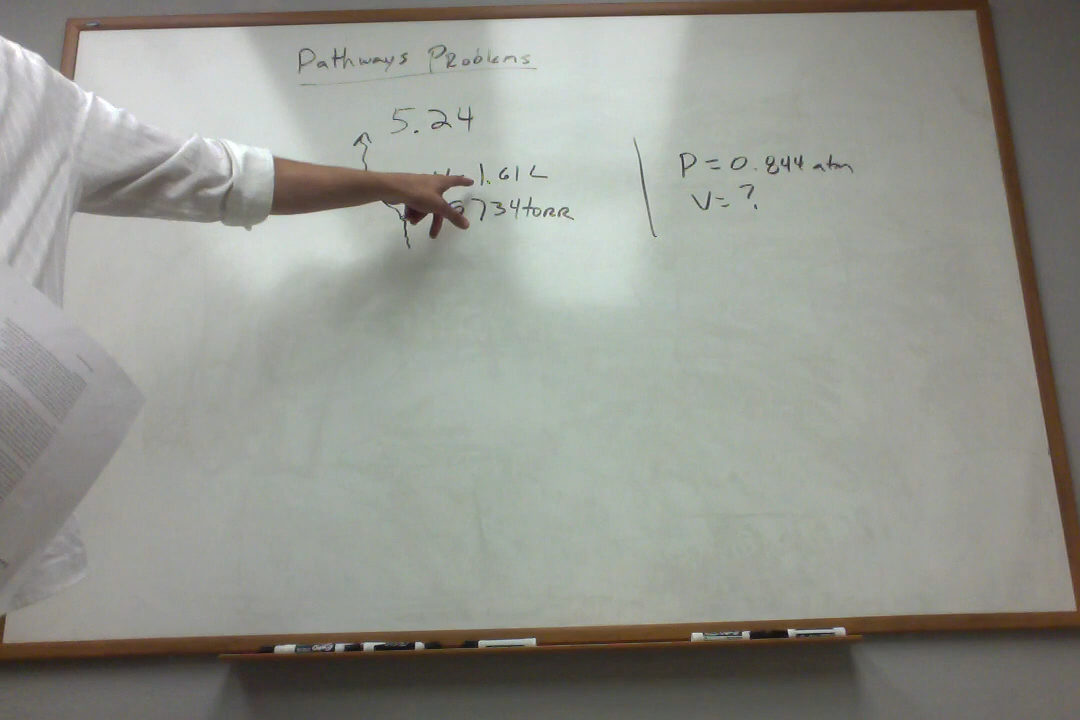 Pathways Problems
5.24
1.61 L
734 torr
P = 0.844 atm
V = ?